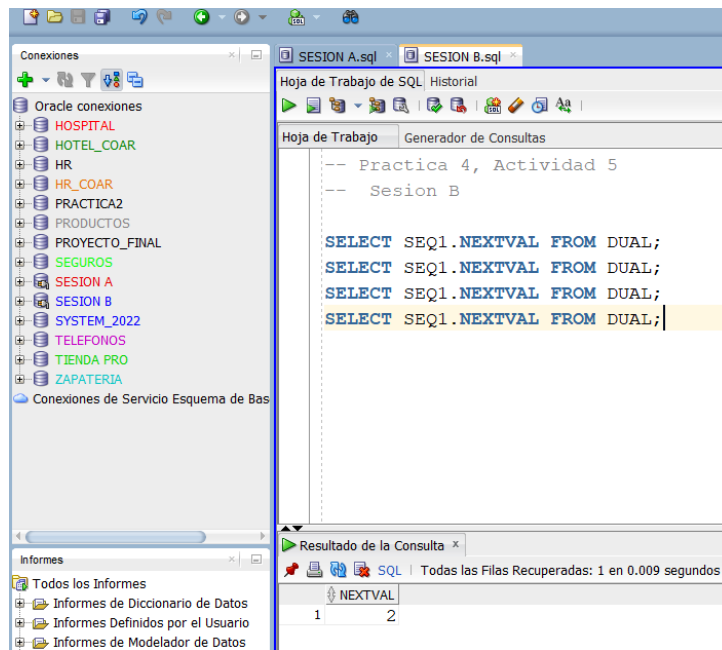 SQL
Conexiones
Oracle conexiones
HOSPITAL
HOTEL_COAR
HR
HR_COAR
PRACTICA2
PRODUCTOS
PROYECTO_FINAL
SEGUROS
SESION A
SESION B
SYSTEM_2022
TELEFONOS
TIENDA PRO
ZAPATERIA
Conexiones de Servicio Esquema de Bas
Informes
Todos los Informes
Informes de Diccionario de Datos
Informes Definidos por el Usuario
Informes de Modelador de Datos
SESION A.sql SESION B.sql
Hoja de Trabajo de SQL Historial
Hoja de Trabajo Generador de Consultas
-- Practica 4, Actividad 5
-- Sesion B
SELECT SEQ1.NEXTVAL FROM DUAL;
SELECT SEQ1.NEXTVAL FROM DUAL;
SELECT SEQ1.NEXTVAL FROM DUAL;
SELECT SEQ1.NEXTVAL FROM DUAL;
Resultado de la Consulta
SQL | Todas las Filas Recuperadas: 1 en 0.009 segundos
NEXTVAL
1 2